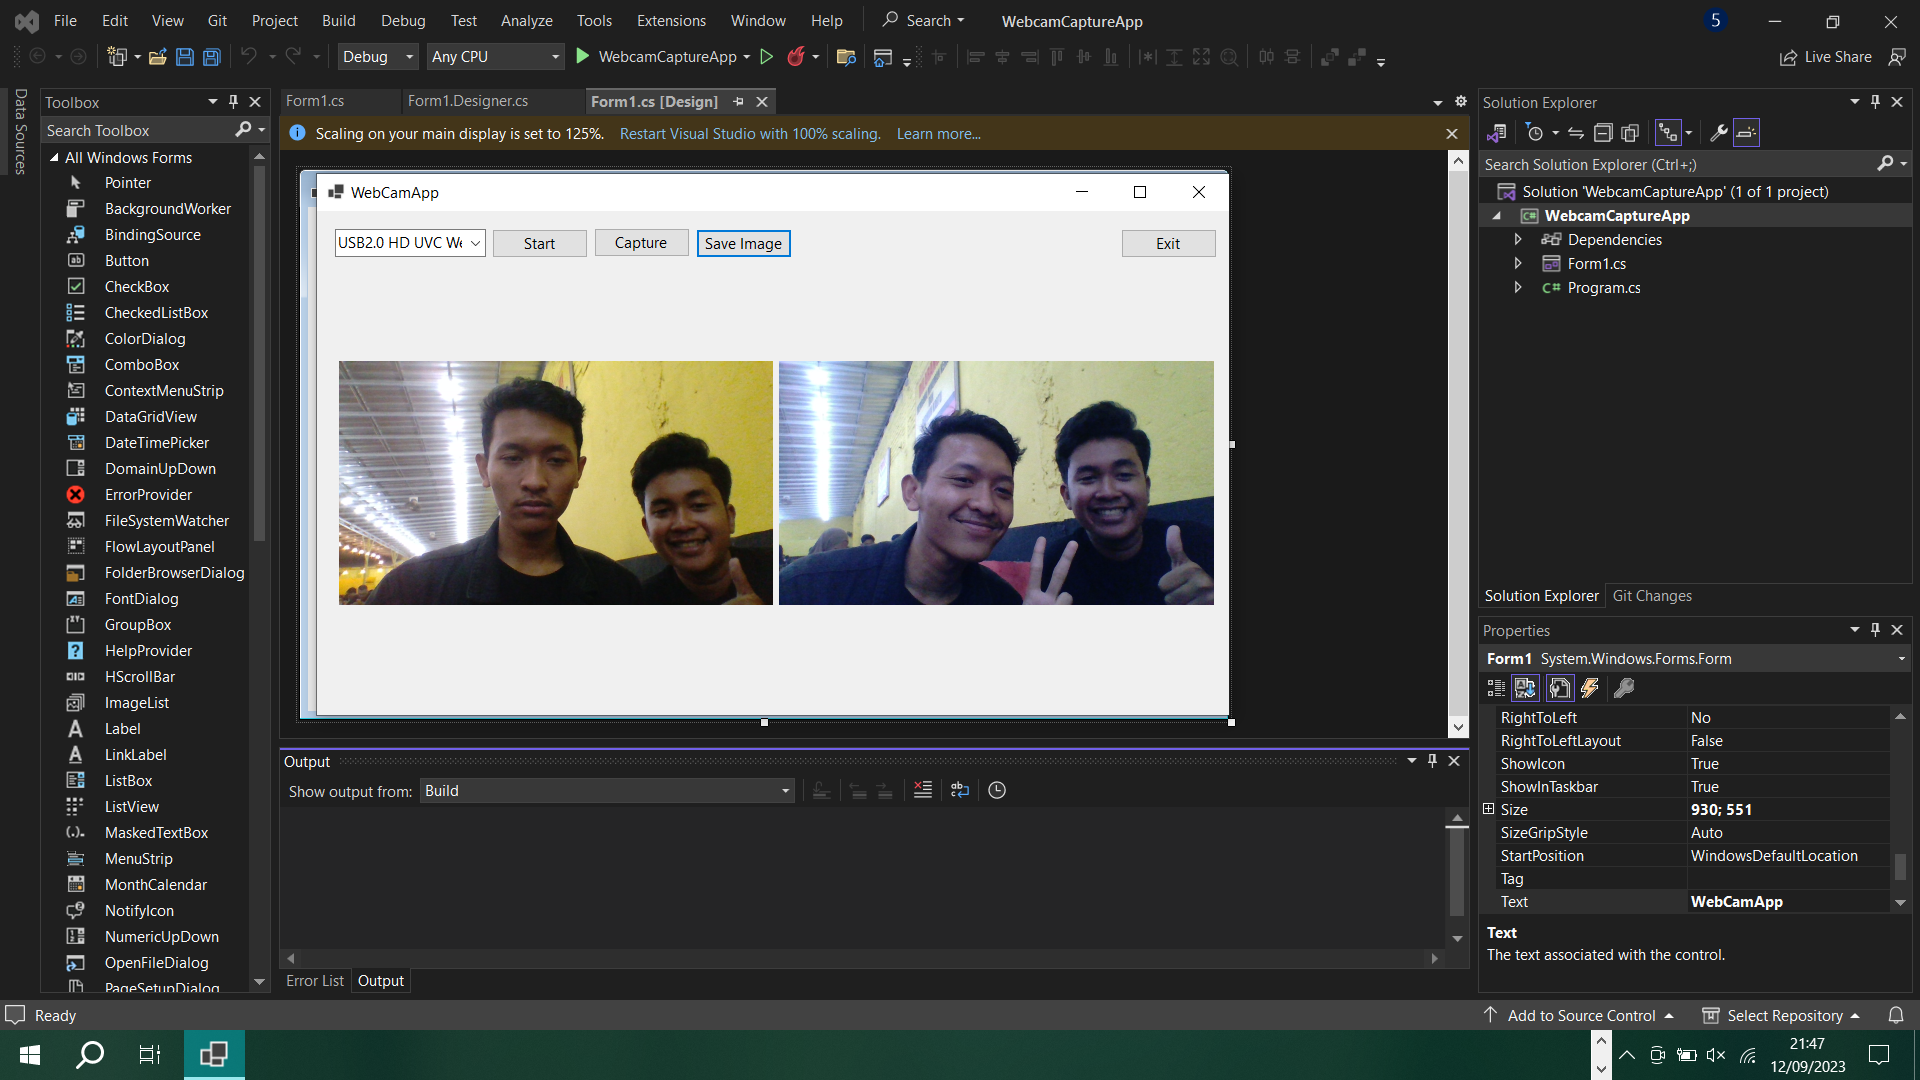 File Edit View Git Project Build Debug Test Analyze Tools Extensions Window Help Search WebcamCaptureApp 5
Debug Any CPU WebcamCaptureApp Live Share
Data Sources
Toolbox
Search Toolbox
All Windows Forms
Pointer
BackgroundWorker
BindingSource
Button
CheckBox
CheckedListBox
ColorDialog
ComboBox
ContextMenuStrip
DataGridView
DateTimePicker
DomainUpDown
ErrorProvider
FileSystemWatcher
FlowLayoutPanel
FolderBrowserDialog
FontDialog
GroupBox
HelpProvider
HScrollBar
ImageList
Label
LinkLabel
ListBox
ListView
MaskedTextBox
MenuStrip
MonthCalendar
NotifyIcon
NumericUpDown
OpenFileDialog
PageSetupDialog
Form1.cs Form1.Designer.cs Form1.cs [Design]
Scaling on your main display is set to 125%. Restart Visual Studio with 100% scaling. Learn more...
WebCamApp
USB2.0 HD UVC We Start Capture Save Image Exit
Output
Show output from: Build
Error List Output
Solution Explorer
Search Solution Explorer (Ctrl+;)
Solution 'WebcamCaptureApp' (1 of 1 project)
WebcamCaptureApp
Dependencies
Form1.cs
C# Program.cs
Solution Explorer Git Changes
Properties
Form1 System.Windows.Forms.Form
RightToLeft No
RightToLeftLayout False
ShowIcon True
ShowInTaskbar True
Size 930; 551
SizeGripStyle Auto
StartPosition WindowsDefaultLocation
Tag
Text WebCamApp
Text
The text associated with the control.
Ready Add to Source Control Select Repository
21:47
12/09/2023